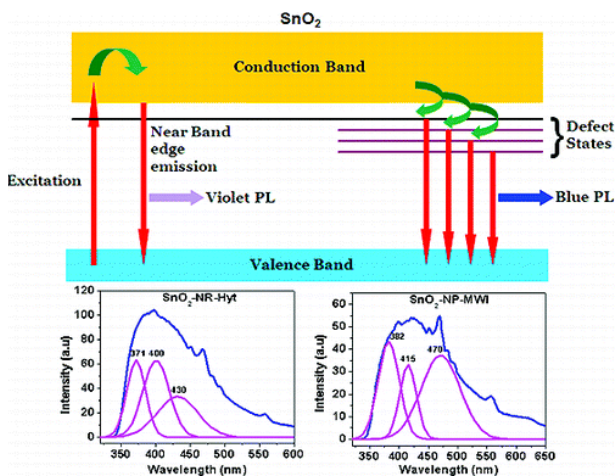 SnO2
Conduction Band
Near Band
edge
emission
Defect
States
Excitation
Violet PL
Blue PL
Valence Band
SnO2-NR-Hyt
120
100
80
60
40
20
0
371
400
430
350
400
450
500
550
600
Intensity (a.u)
Wavelength (nm)
SnO2-NP-MWI
60
50
40
30
20
10
0
382
415
470
350
400
450
500
550
600
650
Intensity (a.u)
Wavelength (nm)